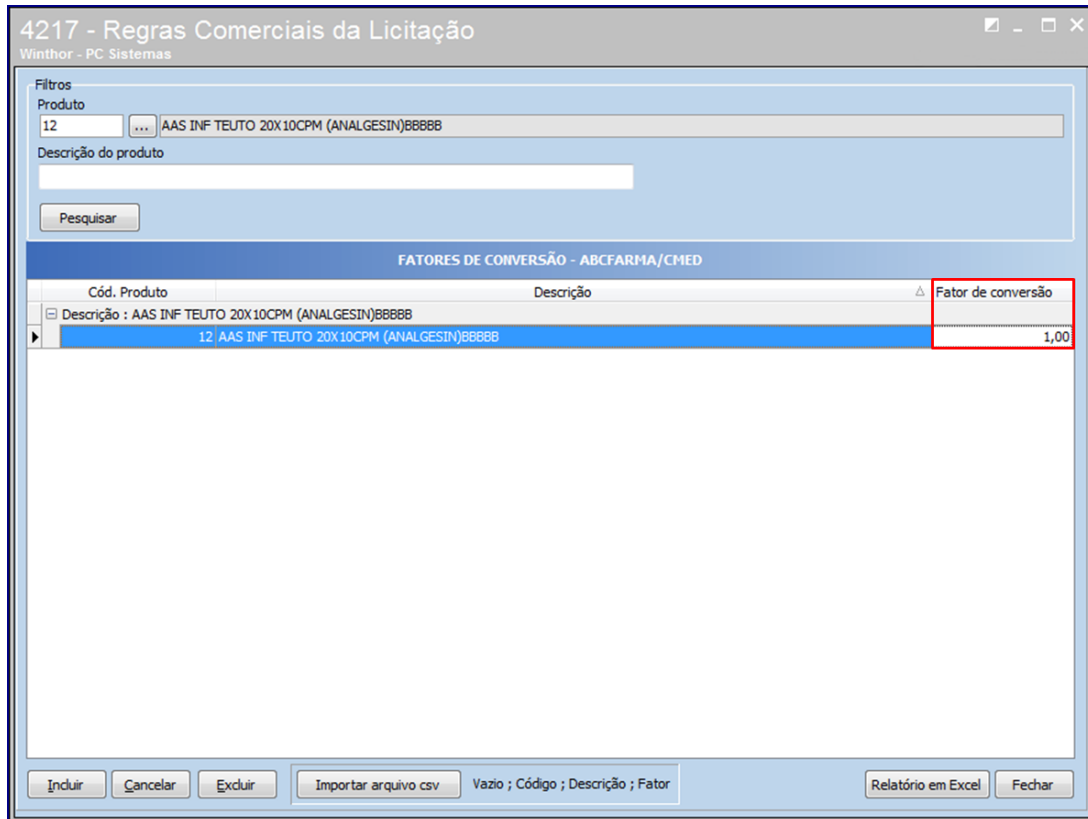 4217 - Regras Comerciais da Licitação
Winthor - PC Sistemas
Filtros
Produto
12 ... AAS INF TEUTO 20X10CPM (ANALGESIN)BBBBB
Descrição do produto
Pesquisar
FATORES DE CONVERSÃO - ABCFARMA/CMED
Cód. Produto Descrição Fator de conversão
Descrição : AAS INF TEUTO 20X10CPM (ANALGESIN)BBBBB
12 AAS INF TEUTO 20X10CPM (ANALGESIN)BBBBB 1,00
Incluir Cancelar Excluir Importar arquivo csv Vazio ; Código ; Descrição ; Fator Relatório em Excel Fechar